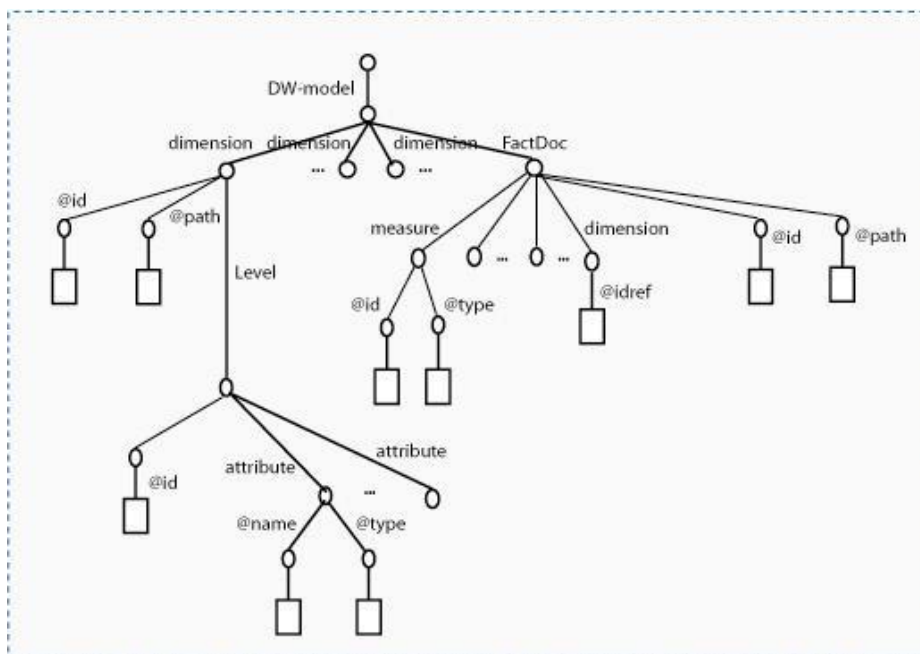 DW-model
dimension dimension dimension FactDoc
... ...
@id @path measure dimension @id @path
Level ... ...
@id @type @idref
attribute attribute
@id ...
@name @type